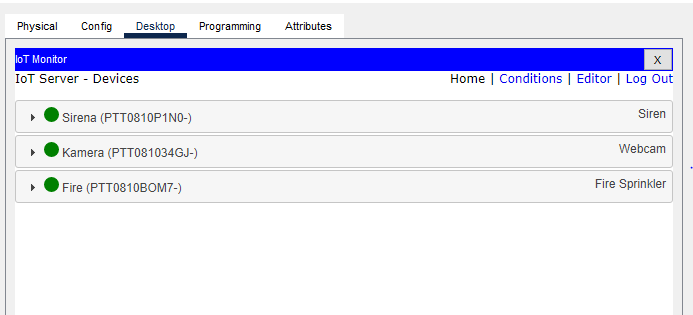 Physical Config Desktop Programming Attributes
IoT Monitor X
IoT Server - Devices Home | Conditions | Editor | Log Out
Sirena (PTT0810P1N0-) Siren
Kamera (PTT081034GJ-) Webcam
Fire (PTT0810BOM7-) Fire Sprinkler